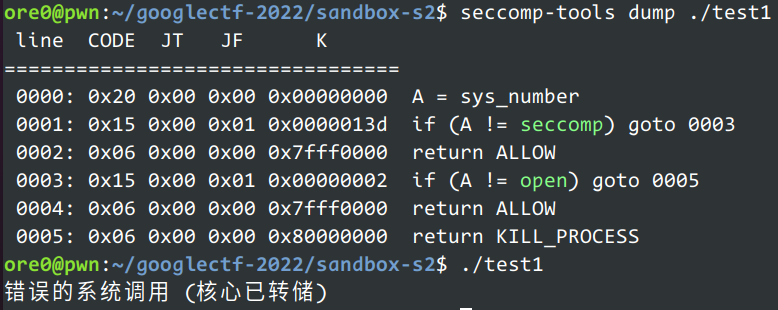 ore0@pwn:~/googlectf-2022/sandbox-s2$ seccomp-tools dump ./test1
 line  CODE  JT   JF      K
=================================
 0000: 0x20 0x00 0x00 0x00000000  A = sys_number
 0001: 0x15 0x00 0x01 0x0000013d  if (A != seccomp) goto 0003
 0002: 0x06 0x00 0x00 0x7fff0000  return ALLOW
 0003: 0x15 0x00 0x01 0x00000002  if (A != open) goto 0005
 0004: 0x06 0x00 0x00 0x7fff0000  return ALLOW
 0005: 0x06 0x00 0x00 0x80000000  return KILL_PROCESS
ore0@pwn:~/googlectf-2022/sandbox-s2$ ./test1
错误的系统调用 (核心已转储)